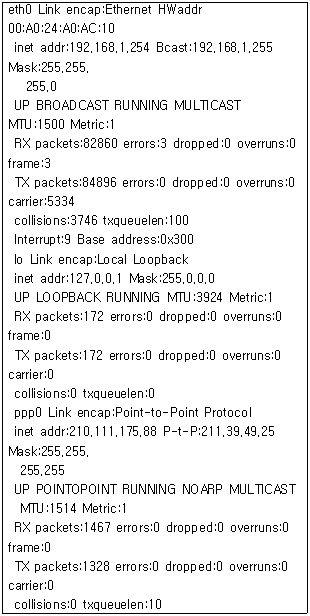 eth0 Link encap:Ethernet HWaddr
00:A0:24:A0:AC:10
inet addr:192.168.1.254 Bcast:192.168.1.255
Mask:255.255.
255.0
UP BROADCAST RUNNING MULTICAST
MTU:1500 Metric:1
RX packets:82860 errors:3 dropped:0 overruns:0
frame:3
TX packets:84896 errors:0 dropped:0 overruns:0
carrier:5334
collisions:3746 txqueuelen:100
Interrupt:9 Base address:0x300
lo Link encap:Local Loopback
inet addr:127.0.0.1 Mask:255.0.0.0
UP LOOPBACK RUNNING MTU:3924 Metric:1
RX packets:172 errors:0 dropped:0 overruns:0
frame:0
TX packets:172 errors:0 dropped:0 overruns:0
carrier:0
collisions:0 txqueuelen:0
ppp0 Link encap:Point-to-Point Protocol
inet addr:210.111.175.88 P-t-P:211.39.49.25
Mask:255.255.
255.255
UP POINTOPOINT RUNNING NOARP MULTICAST
MTU:1514 Metric:1
RX packets:1467 errors:0 dropped:0 overruns:0
frame:0
TX packets:1328 errors:0 dropped:0 overruns:0
carrier:0
collisions:0 txqueuelen:10